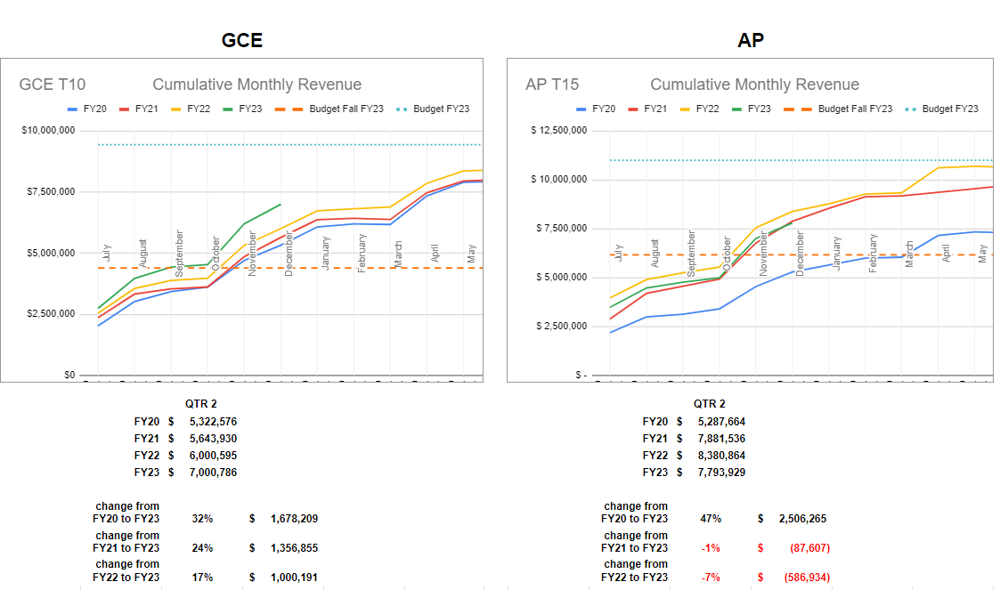 GCE
GCE T10 Cumulative Monthly Revenue
FY20 FY21 FY22 FY23 Budget Fall FY23 Budget FY23
$10,000,000
$7,500,000
$5,000,000
$2,500,000
$0
July August September October November December January February March April May
QTR 2
FY20 $ 5,322,576
FY21 $ 5,643,930
FY22 $ 6,000,595
FY23 $ 7,000,786
change from
FY20 to FY23 32% $ 1,678,209
change from
FY21 to FY23 24% $ 1,356,855
change from
FY22 to FY23 17% $ 1,000,191
AP
AP T15 Cumulative Monthly Revenue
FY20 FY21 FY22 FY23 Budget Fall FY23 Budget FY23
$ 12,500,000
$ 10,000,000
$ 7,500,000
$ 5,000,000
$ 2,500,000
$ -
July August September October November December January February March April May
QTR 2
FY20 $ 5,287,664
FY21 $ 7,881,536
FY22 $ 8,380,864
FY23 $ 7,793,929
change from
FY20 to FY23 47% $ 2,506,265
change from
FY21 to FY23 -1% $ (87,607)
change from
FY22 to FY23 -7% $ (586,934)